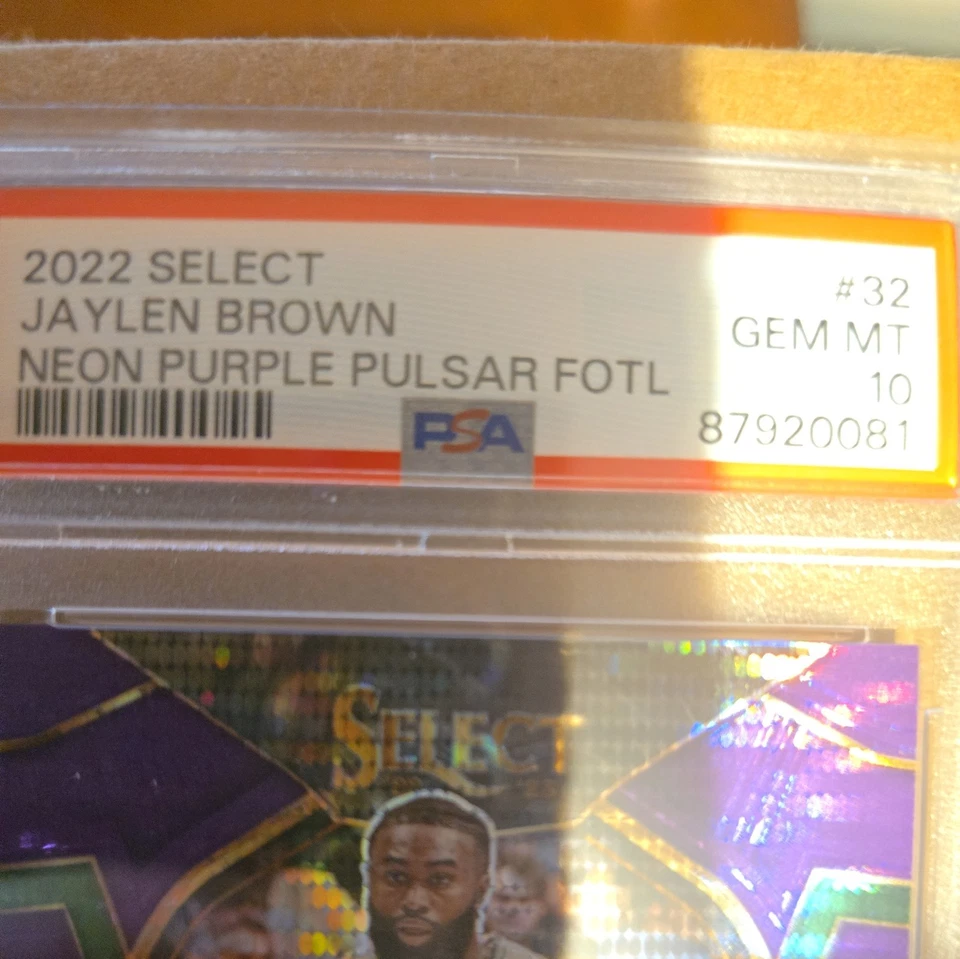 2022 SELECT
JAYLEN BROWN
NEON PURPLE PULSAR FOTL
#32
GEM MT
10
87920081
PSA
SELECT